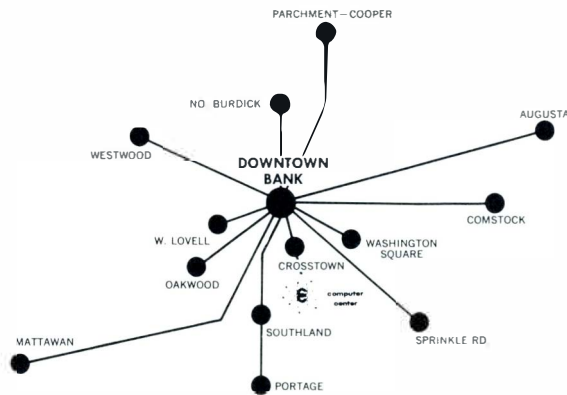 PARCHMENT—COOPER
NO BURDICK
AUGUSTA
WESTWOOD
DOWNTOWN
BANK
COMSTOCK
W. LOVELL
WASHINGTON
SQUARE
CROSSTOWN
OAKWOOD
computer
center
SOUTHLAND
SPRINKLE RD.
MATTAWAN
PORTAGE